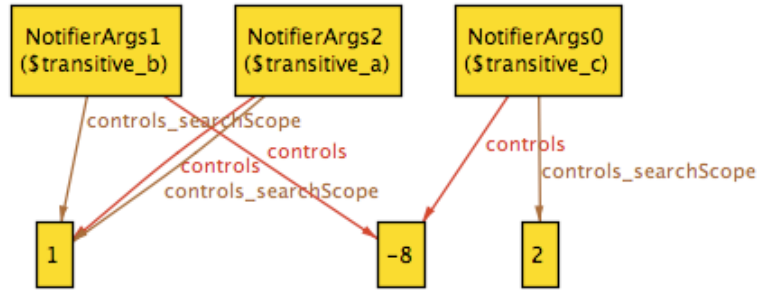 NotifierArgs1
($transitive_b)
NotifierArgs2
($transitive_a)
NotifierArgs0
($transitive_c)
controls_searchScope
controls
controls
controls
controls_searchScope
controls_searchScope
1
-8
2